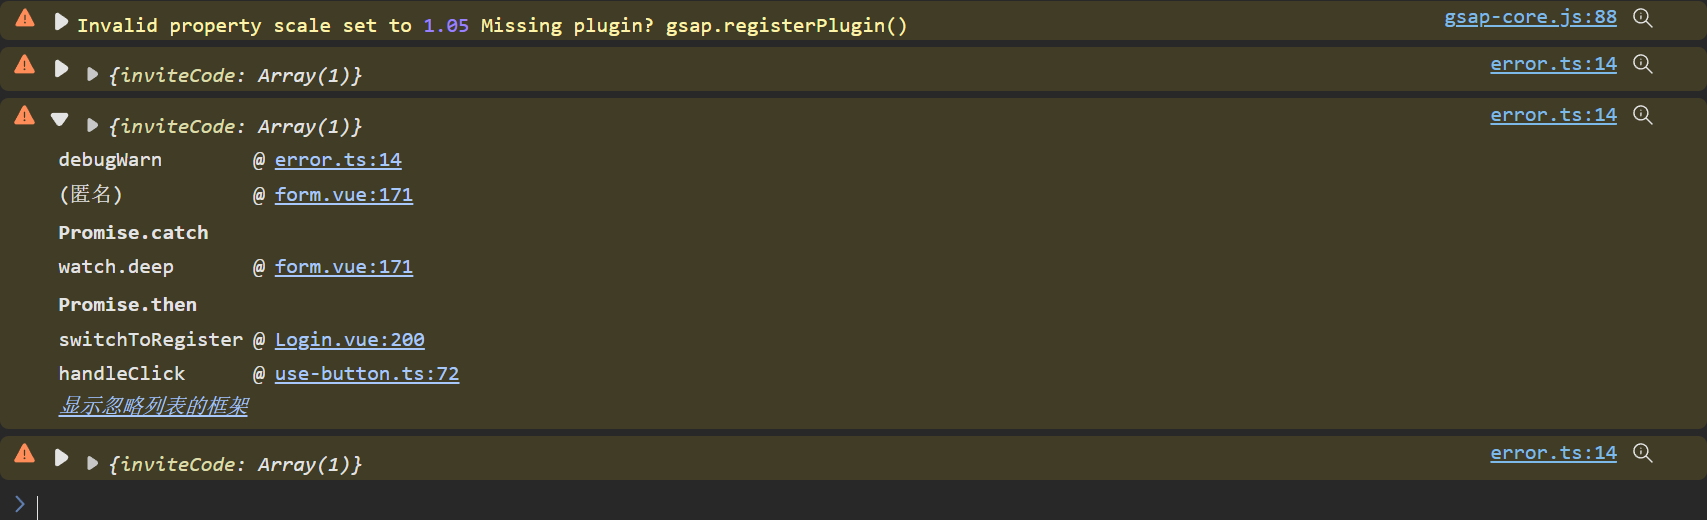 Invalid property scale set to 1.05 Missing plugin? gsap.registerPlugin() gsap-core.js:88
{inviteCode: Array(1)} error.ts:14
{inviteCode: Array(1)} error.ts:14
debugWarn @ error.ts:14
(匿名) @ form.vue:171
Promise.catch
watch.deep @ form.vue:171
Promise.then
switchToRegister @ Login.vue:200
handleClick @ use-button.ts:72
显示忽略列表的框架
{inviteCode: Array(1)} error.ts:14